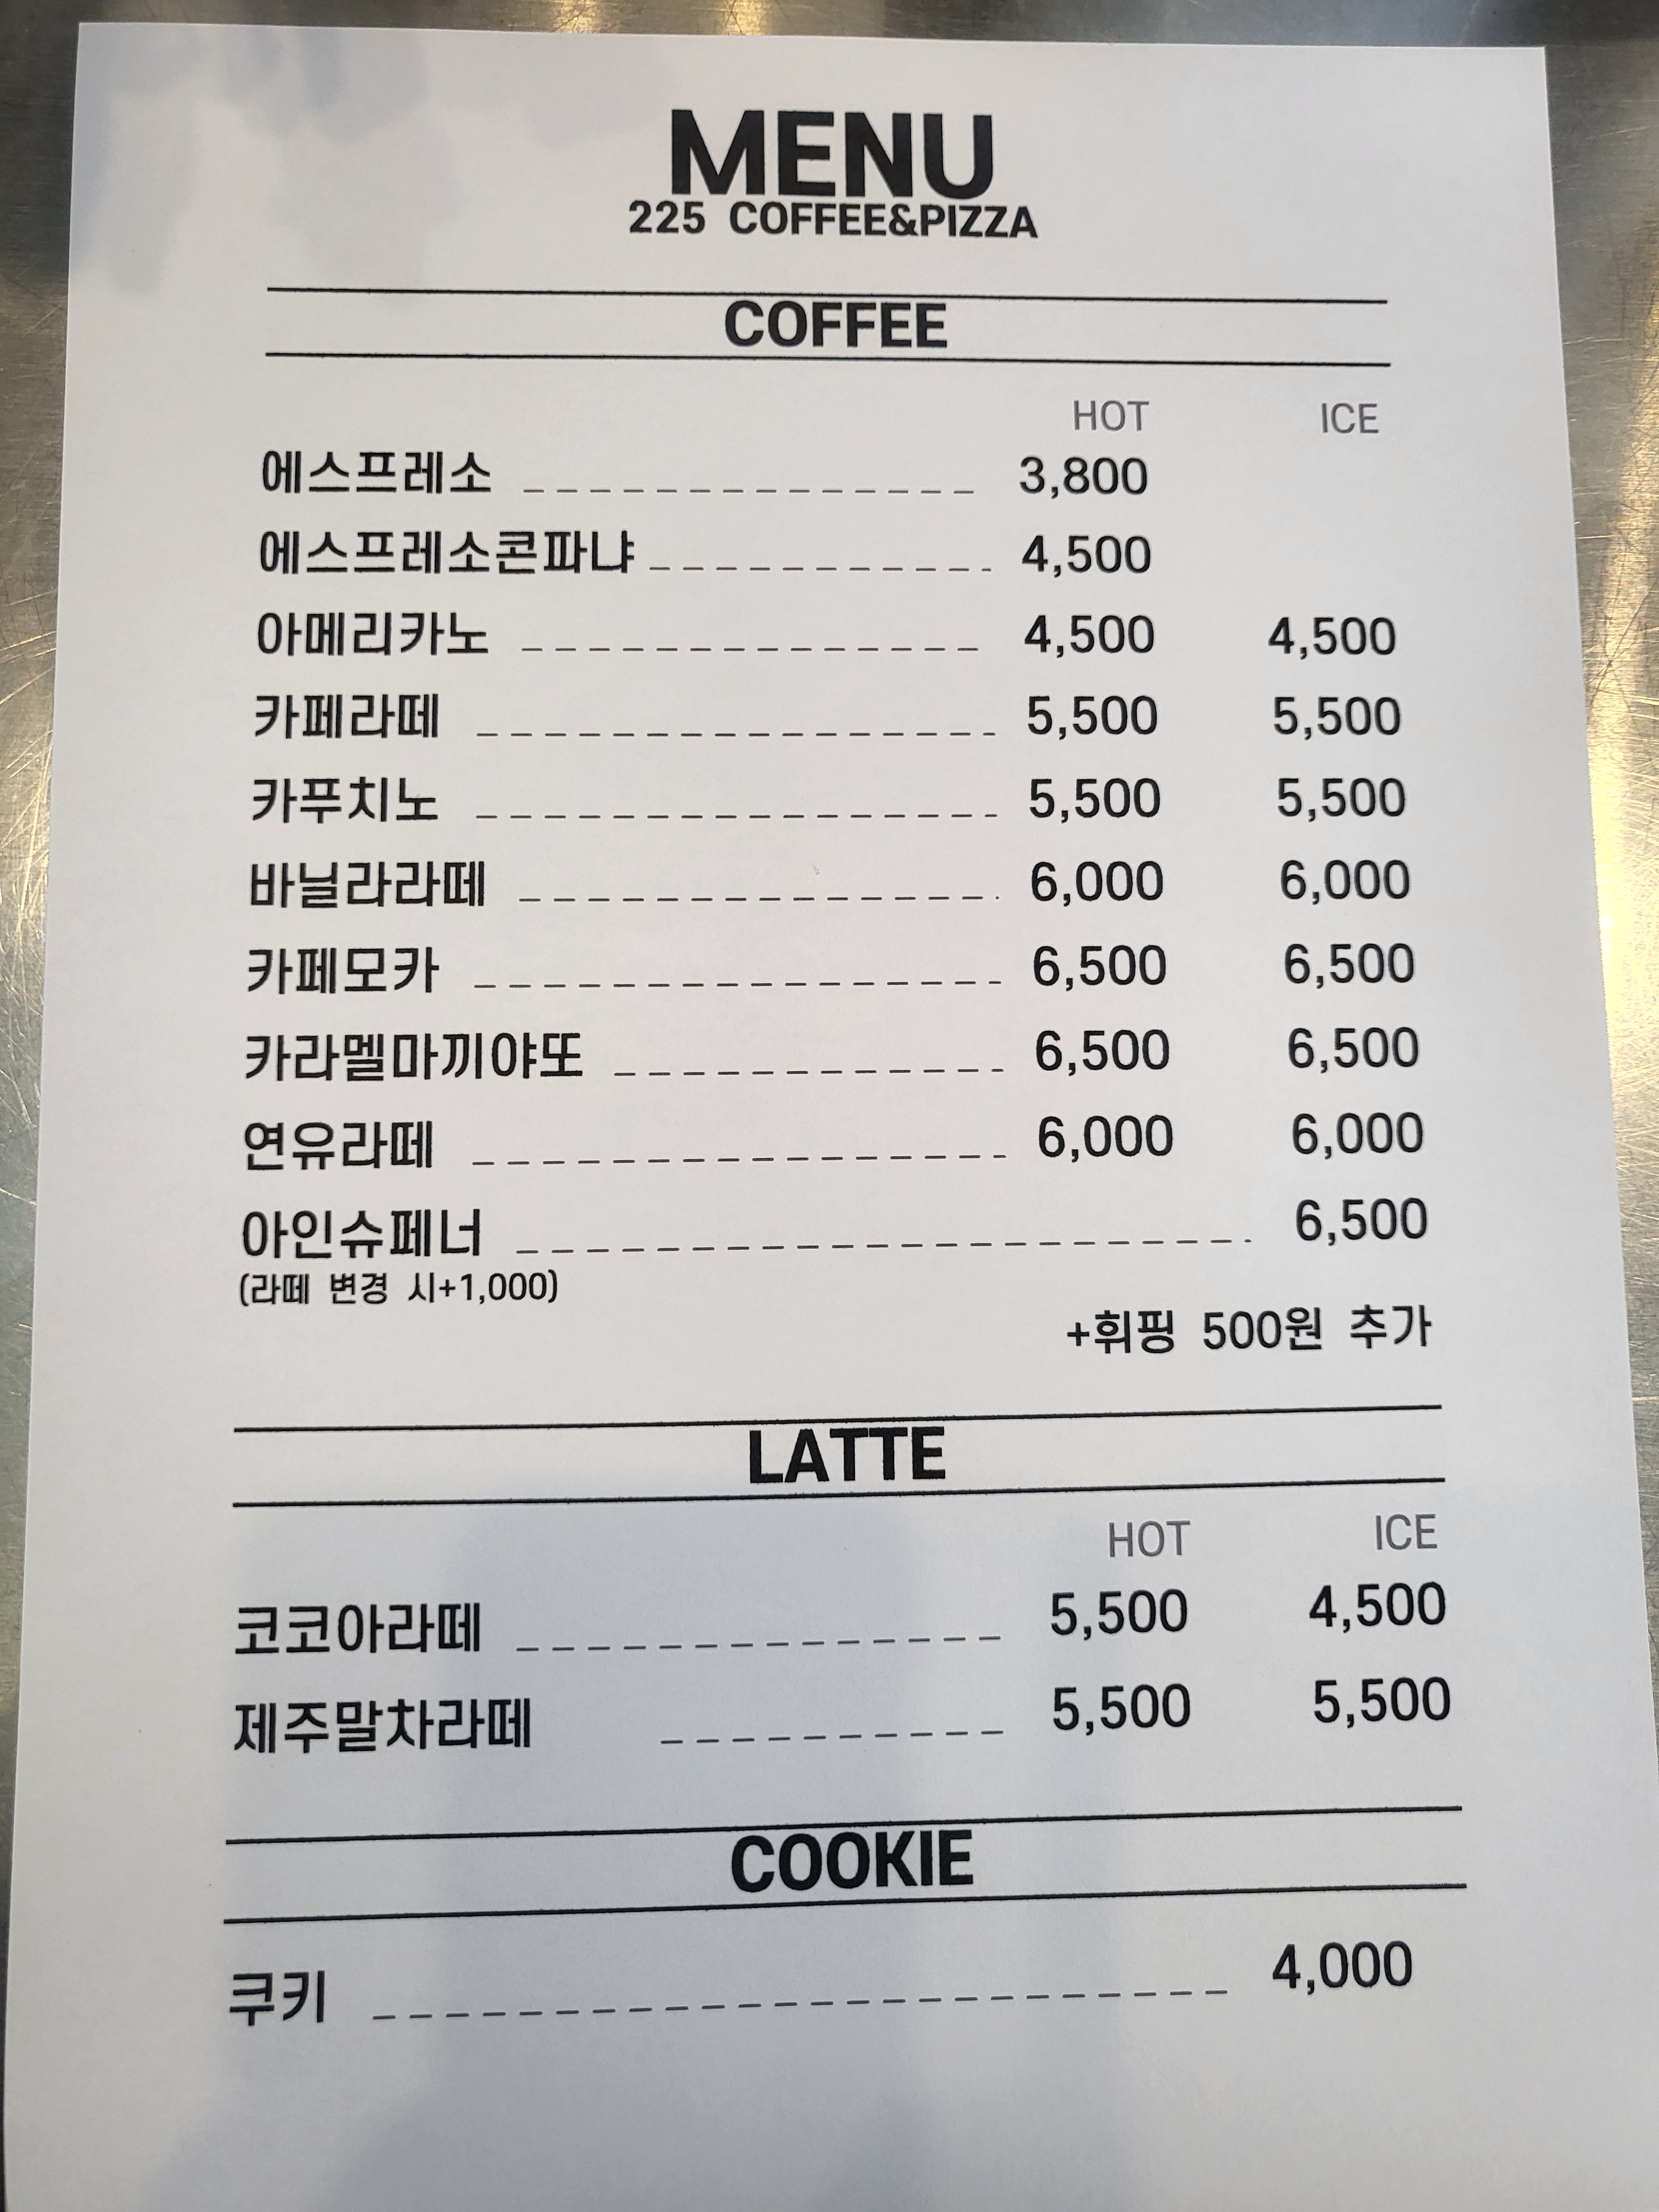 MENU
225 COFFEE&PIZZA
COFFEE
HOT ICE
에스프레소 3,800
에스프레소콘파냐 4,500
아메리카노 4,500 4,500
카페라떼 5,500 5,500
카푸치노 5,500 5,500
바닐라라떼 6,000 6,000
카페모카 6,500 6,500
카라멜마끼야또 6,500 6,500
연유라떼 6,000 6,000
아인슈페너 6,500
(라떼 변경 시+1,000)
+휘핑 500원 추가
LATTE
HOT ICE
코코아라떼 5,500 4,500
제주말차라떼 5,500 5,500
COOKIE
쿠키 4,000